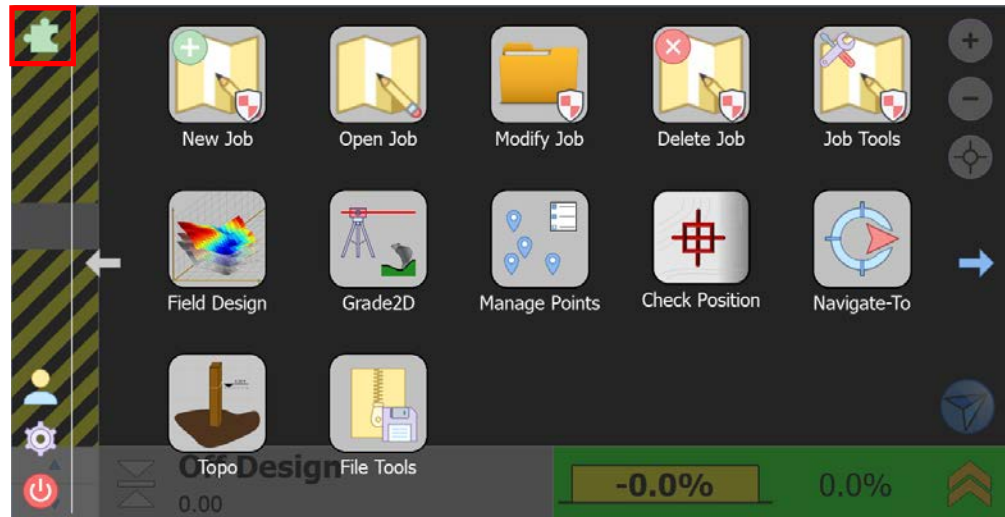 New Job
Open Job
Modify Job
Delete Job
Job Tools
Field Design
Grade2D
Manage Points
Check Position
Navigate-To
Topo
File Tools
Off Design
0.00
-0.0%
0.0%